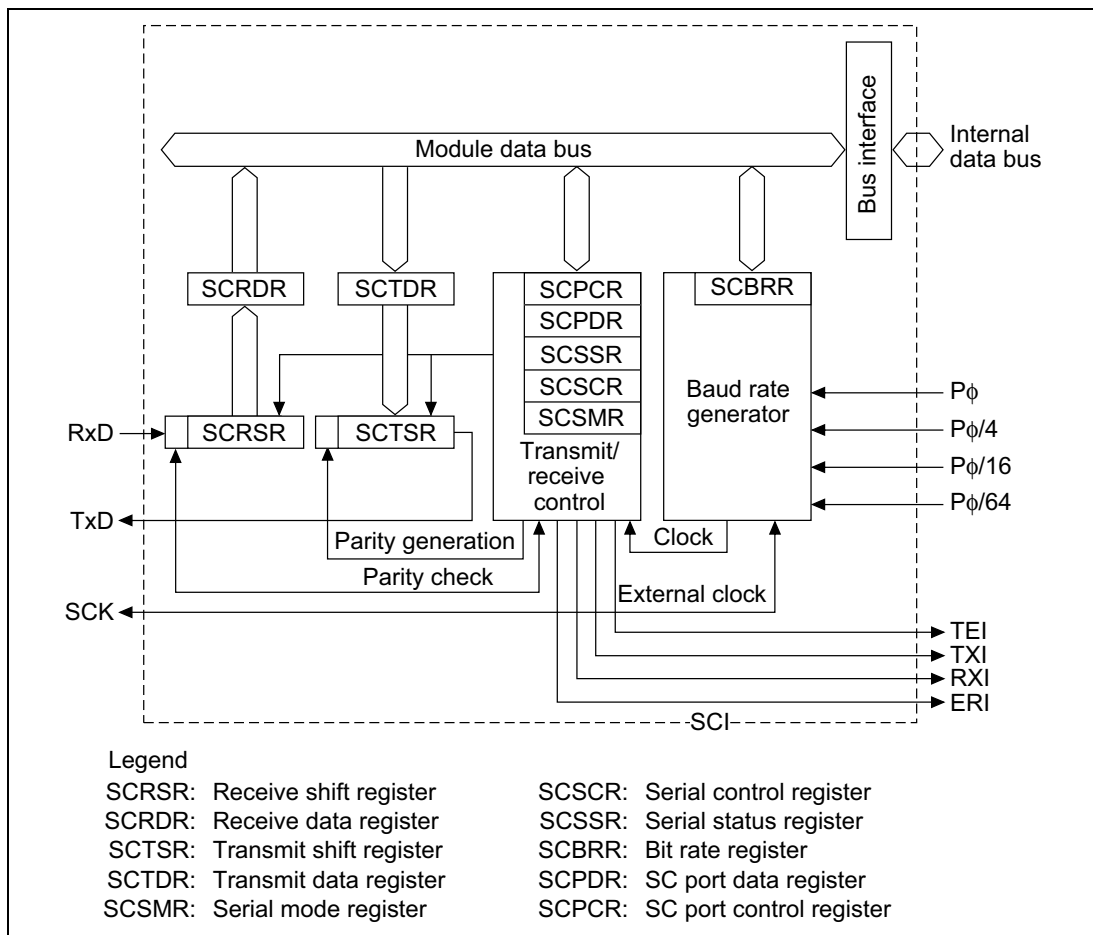 Bus interface
Internal
data bus
Module data bus
SCRDR
SCTDR
SCPCR
SCBRR
SCPDR
SCSSR
SCSCR
SCSMR
Baud rate
generator
Pϕ
Pϕ/4
Pϕ/16
Pϕ/64
RxD
SCRSR
SCTSR
Transmit/
receive
control
TxD
Parity generation
Clock
Parity check
External clock
SCK
TEI
TXI
RXI
ERI
SCI
Legend
SCRSR: Receive shift register
SCRDR: Receive data register
SCTSR: Transmit shift register
SCTDR: Transmit data register
SCSMR: Serial mode register
SCSCR: Serial control register
SCSSR: Serial status register
SCBRR: Bit rate register
SCPDR: SC port data register
SCPCR: SC port control register